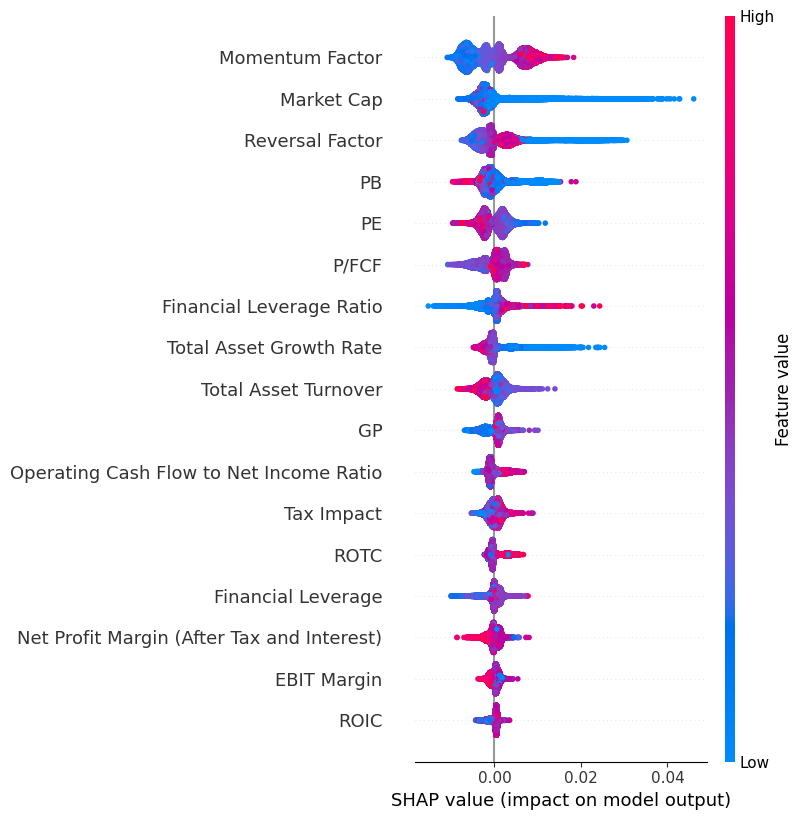 High
Momentum Factor
Market Cap
Reversal Factor
PB
PE
P/FCF
Financial Leverage Ratio
Total Asset Growth Rate
Total Asset Turnover
GP
Operating Cash Flow to Net Income Ratio
Tax Impact
ROTC
Financial Leverage
Net Profit Margin (After Tax and Interest)
EBIT Margin
ROIC
Feature value
Low
0.00 0.02 0.04
SHAP value (impact on model output)